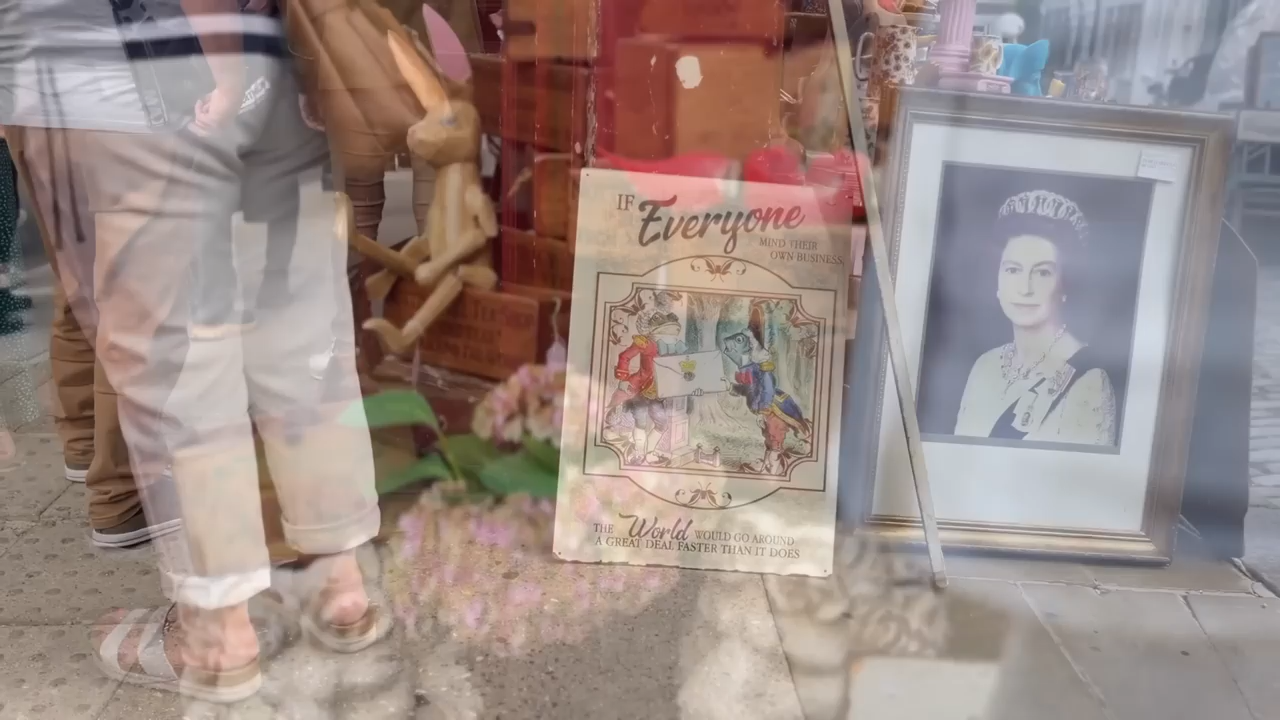 IF Everyone
MIND THEIR
OWN BUSINESS,
THE World WOULD GO AROUND
A GREAT DEAL FASTER THAN IT DOES